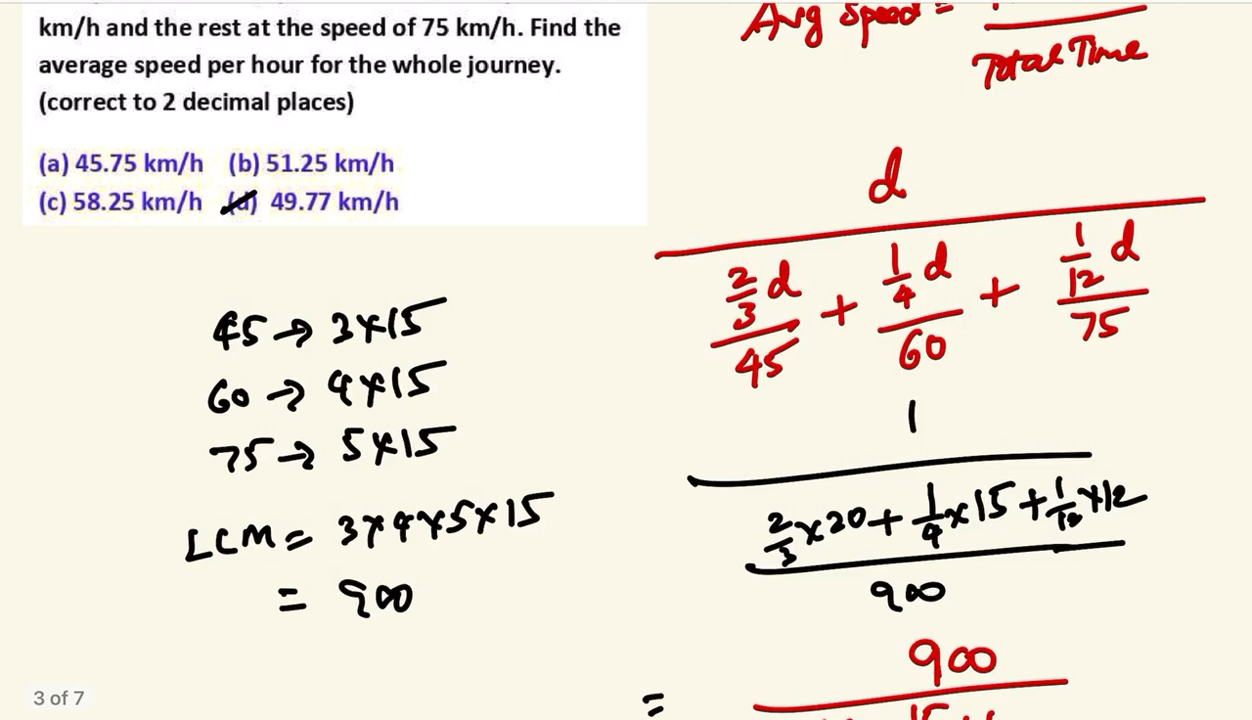 km/h and the rest at the speed of 75 km/h. Find the
average speed per hour for the whole journey.
(correct to 2 decimal places)
(a) 45.75 km/h (b) 51.25 km/h
(c) 58.25 km/h (d) 49.77 km/h
45 → 3×15
60 → 4×15
75 → 5×15
LCM = 3×4×5×15
= 900
Avg Speed =
Total Time
d
2/3 d + 1/4 d + 1/12 d
45 60 75
1
2/3 ×20 + 1/4 ×15 + 1/12 ×12
900
= 900
3 of 7